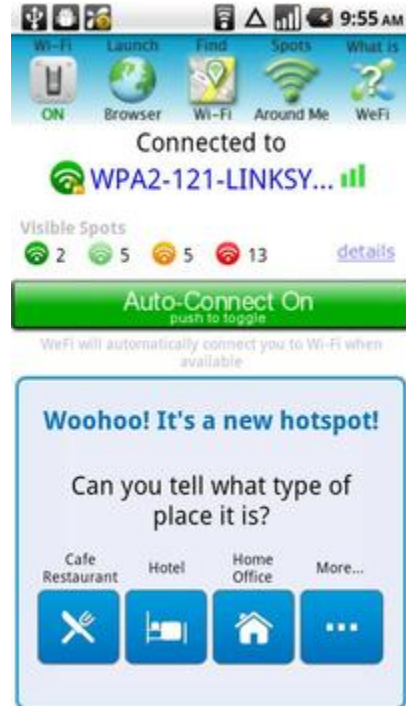 9:55 AM
Wi-Fi Launch Find Spots What is
ON Browser Wi-Fi Around Me WeFi
Connected to
WPA2-121-LINKSY...
Visible Spots
2 5 5 13 details
Auto-Connect On
push to toggle
WeFi will automatically connect you to Wi-Fi when
available
Woohoo! It's a new hotspot!
Can you tell what type of
place it is?
Cafe Restaurant
Hotel
Home Office
More...